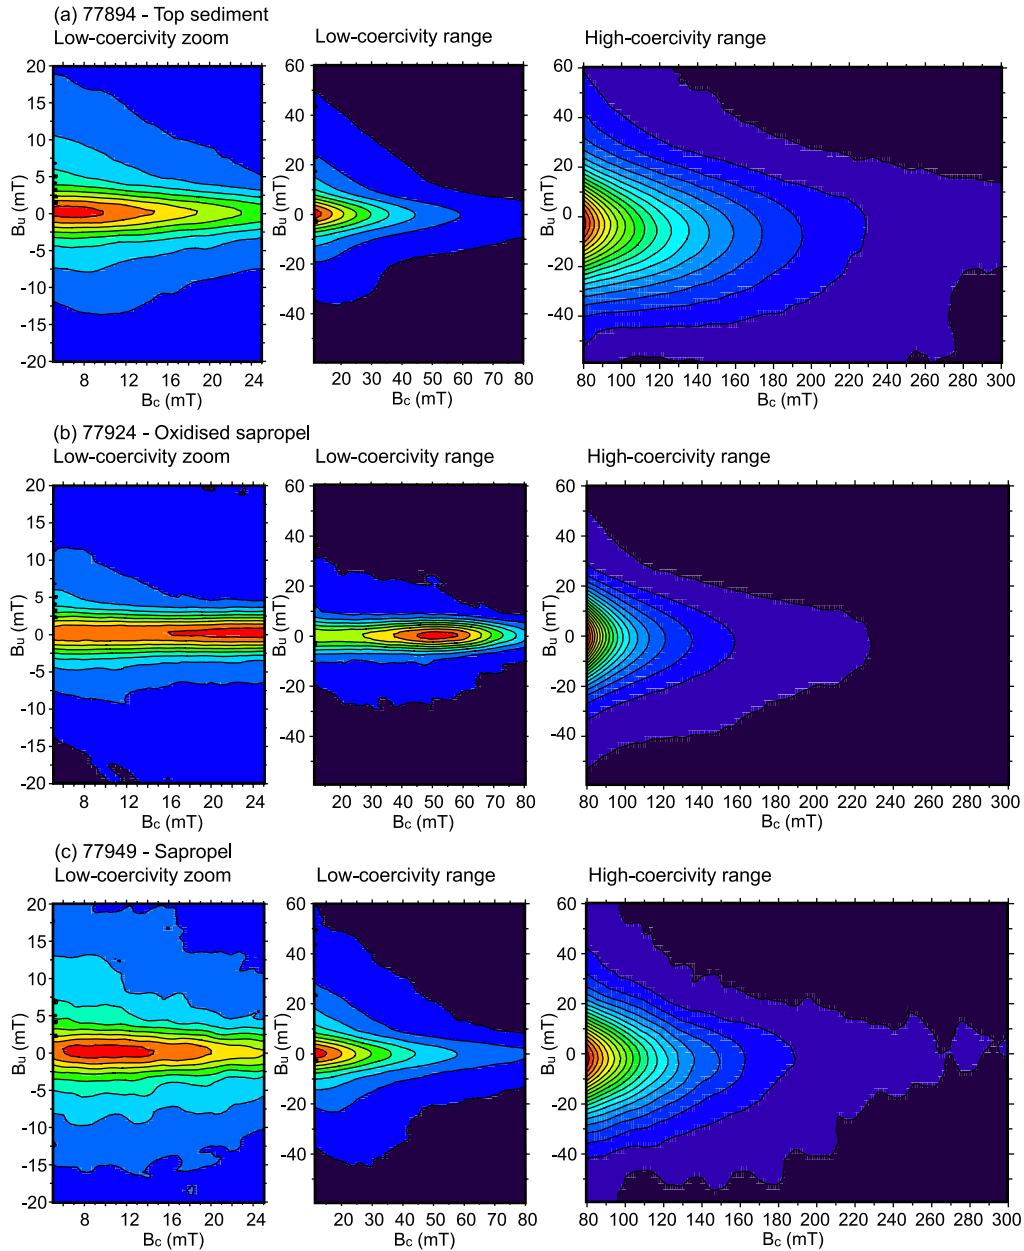 (a) 77894 - Top sediment
Low-coercivity zoom Low-coercivity range High-coercivity range
20 15 10 5 0 -5 -10 -15 -20
60 40 20 0 -20 -40
60 40 20 0 -20 -40
Bu (mT) Bu (mT) Bu (mT)
8 12 16 20 24
20 30 40 50 60 70 80
80 100 120 140 160 180 200 220 240 260 280 300
Bc (mT) Bc (mT) Bc (mT)
(b) 77924 - Oxidised sapropel
Low-coercivity zoom Low-coercivity range High-coercivity range
20 15 10 5 0 -5 -10 -15 -20
60 40 20 0 -20 -40
60 40 20 0 -20 -40
Bu (mT) Bu (mT) Bu (mT)
8 12 16 20 24
20 30 40 50 60 70 80
80 100 120 140 160 180 200 220 240 260 280 300
Bc (mT) Bc (mT) Bc (mT)
(c) 77949 - Sapropel
Low-coercivity zoom Low-coercivity range High-coercivity range
20 15 10 5 0 -5 -10 -15 -20
60 40 20 0 -20 -40
60 40 20 0 -20 -40
Bu (mT) Bu (mT) Bu (mT)
8 12 16 20 24
20 30 40 50 60 70 80
80 100 120 140 160 180 200 220 240 260 280 300
Bc (mT) Bc (mT) Bc (mT)